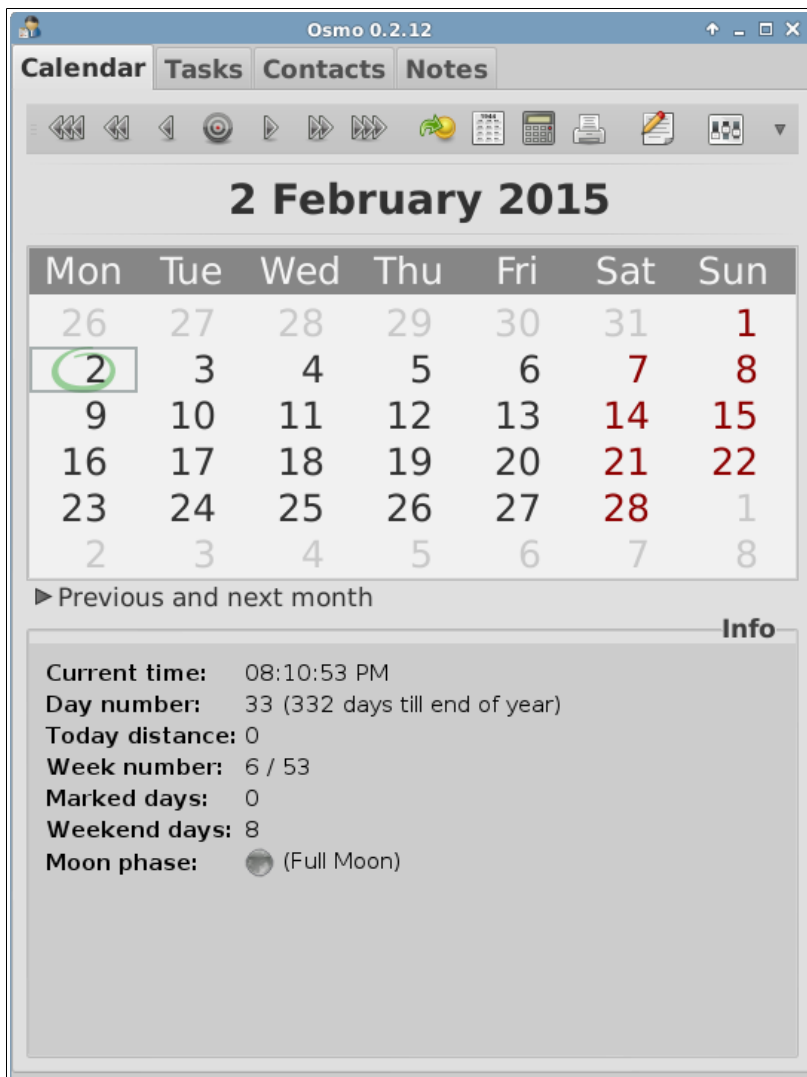 Osmo 0.2.12
Calendar Tasks Contacts Notes
2 February 2015
Mon Tue Wed Thu Fri Sat Sun
26 27 28 29 30 31 1
2 3 4 5 6 7 8
9 10 11 12 13 14 15
16 17 18 19 20 21 22
23 24 25 26 27 28 1
2 3 4 5 6 7 8
Previous and next month
Info
Current time: 08:10:53 PM
Day number: 33 (332 days till end of year)
Today distance: 0
Week number: 6 / 53
Marked days: 0
Weekend days: 8
Moon phase: (Full Moon)